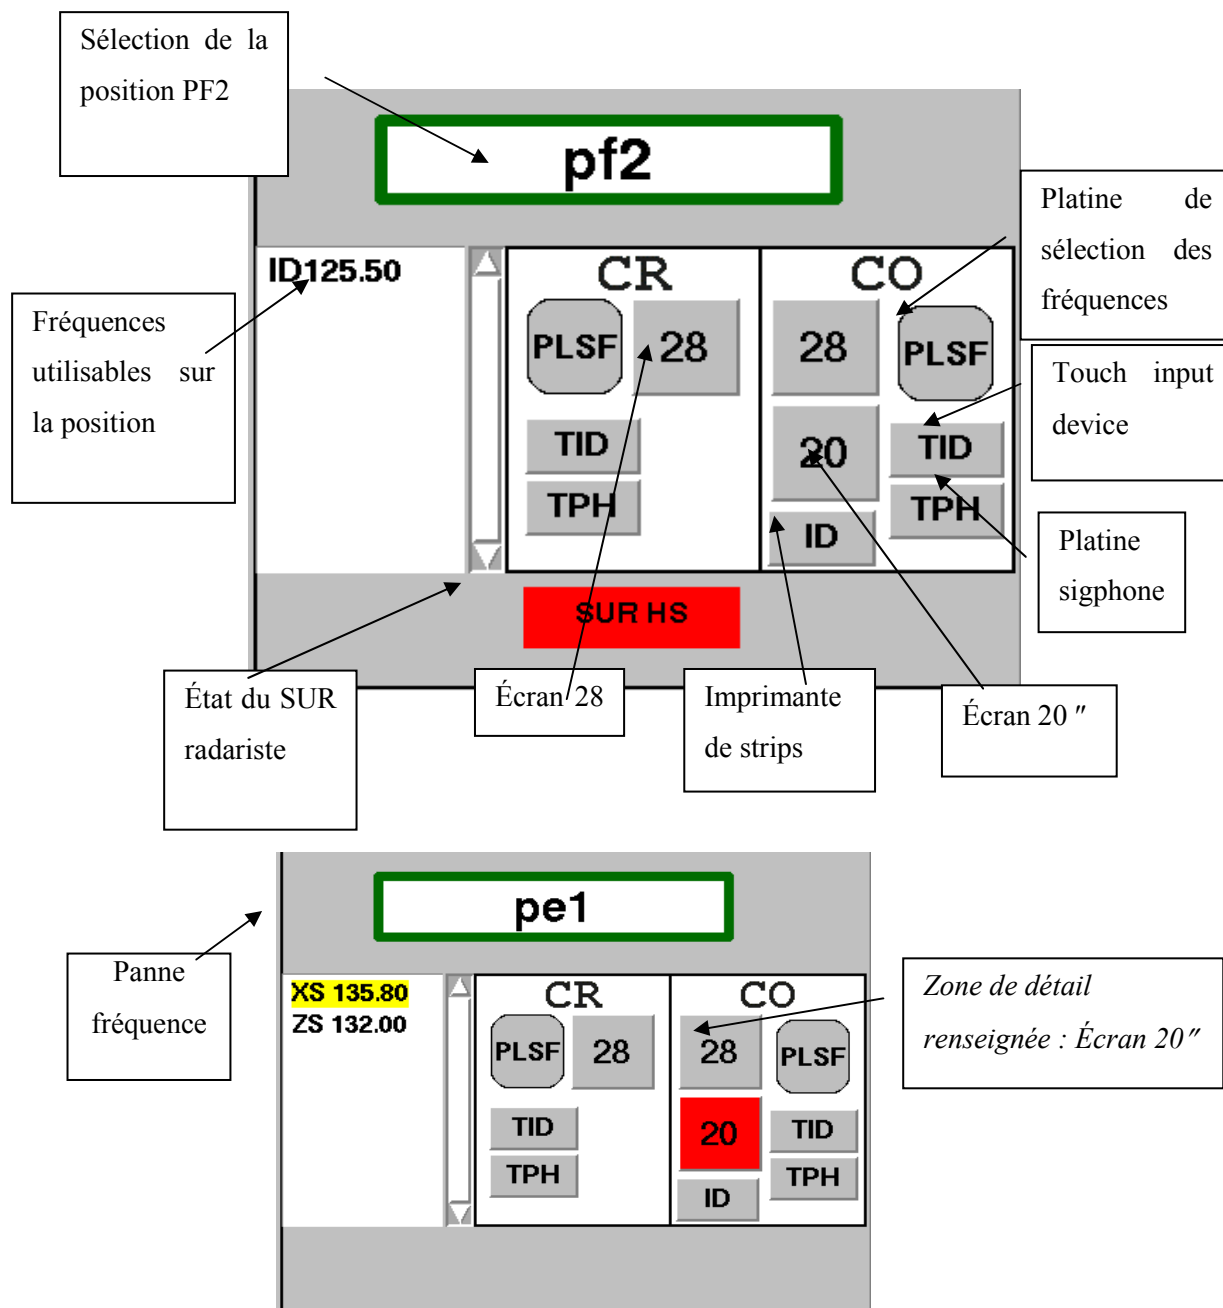 Sélection de la
position PF2
pf2
Platine de
sélection des
fréquences
ID125.50
CR
CO
Fréquences
utilisables sur
la position
PLSF
28
28
PLSF
Touch input
device
TID
20
TID
TPH
TPH
ID
Platine
sigphone
SUR HS
État du SUR
radariste
Écran 28
Imprimante
de strips
Écran 20 "
pe1
Panne
fréquence
XS 135.80
ZS 132.00
CR
CO
Zone de détail
renseignée : Écran 20"
PLSF
28
28
PLSF
TID
20
TID
TPH
TPH
ID